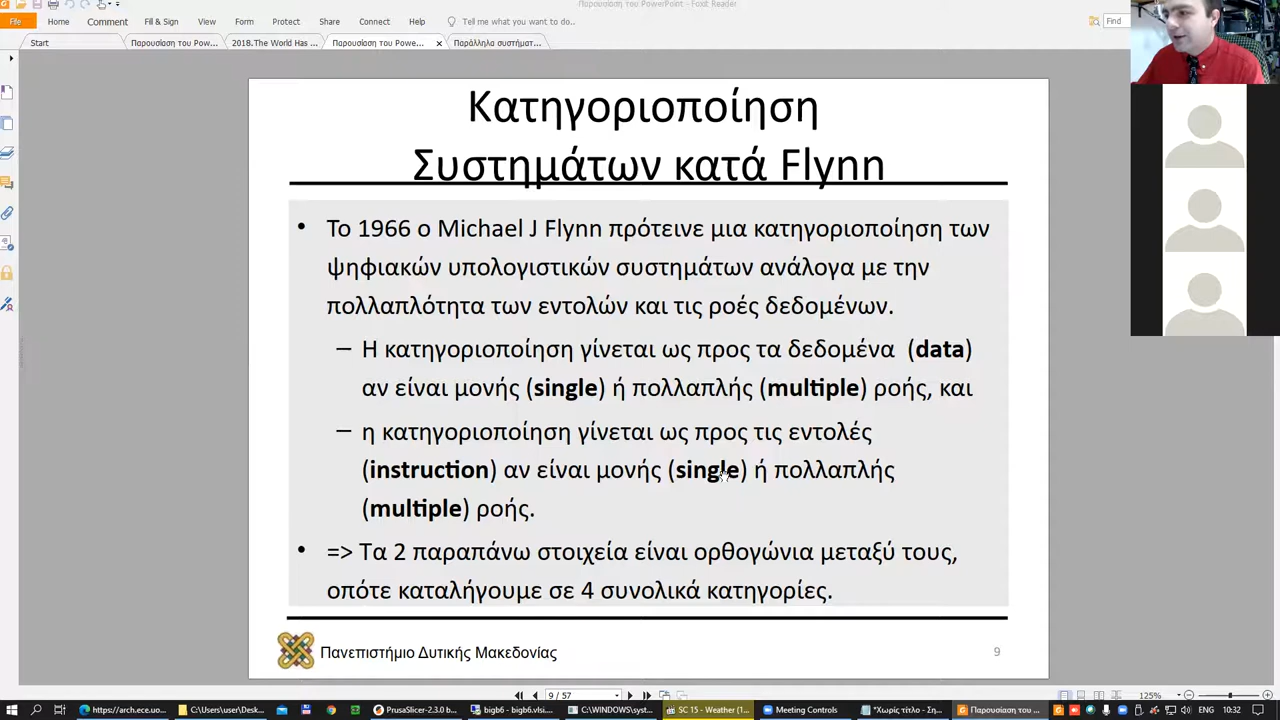 Παρουσίαση του PowerPoint - Foxit Reader
File Home Comment Fill & Sign View Form Protect Share Connect Help Tell me what you want to do.. Find
Start Παρουσίαση του Pow... 2018.The World Has ... Παρουσίαση του Powe... × Παράλληλα συστήματ...
Κατηγοριοποίηση
Συστημάτων κατά Flynn
• Το 1966 ο Michael J Flynn πρότεινε μια κατηγοριοποίηση των
ψηφιακών υπολογιστικών συστημάτων ανάλογα με την
πολλαπλότητα των εντολών και τις ροές δεδομένων.
– Η κατηγοριοποίηση γίνεται ως προς τα δεδομένα (data)
αν είναι μονής (single) ή πολλαπλής (multiple) ροής, και
– η κατηγοριοποίηση γίνεται ως προς τις εντολές
(instruction) αν είναι μονής (single) ή πολλαπλής
(multiple) ροής.
• => Τα 2 παραπάνω στοιχεία είναι ορθογώνια μεταξύ τους,
οπότε καταλήγουμε σε 4 συνολικά κατηγορίες.
Πανεπιστήμιο Δυτικής Μακεδονίας
9
9 / 57 125%
https://arch.ece.uo... C:\Users\user\Desk... PrusaSlicer-2.3.0 b... bigb6 - bigb6.vlsi... C:\WINDOWS\syst... SC 15 - Weather (1... Meeting Controls "Χωρίς τίτλο - Ση... Παρουσίαση του Po... 10:32